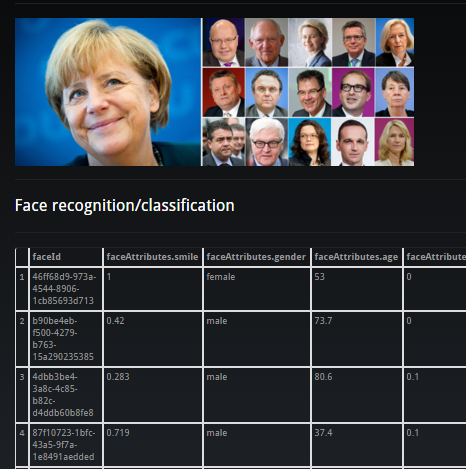 Face recognition/classification
faceId faceAttributes.smile faceAttributes.gender faceAttributes.age faceAttribute
1 46ff68d9-973a- 1 female 53 0
4544-8906-
1cb85693d713
2 b90be4eb- 0.42 male 73.7 0
f500-4279-
b763-
15a290235385
3 4dbb3be4- 0.283 male 80.6 0.1
3a8c-4c85-
b82c-
d4ddb60b8fe8
4 87f10723-1bfc- 0.719 male 37.4 0.1
43a5-9f7a-
1e8491aedded